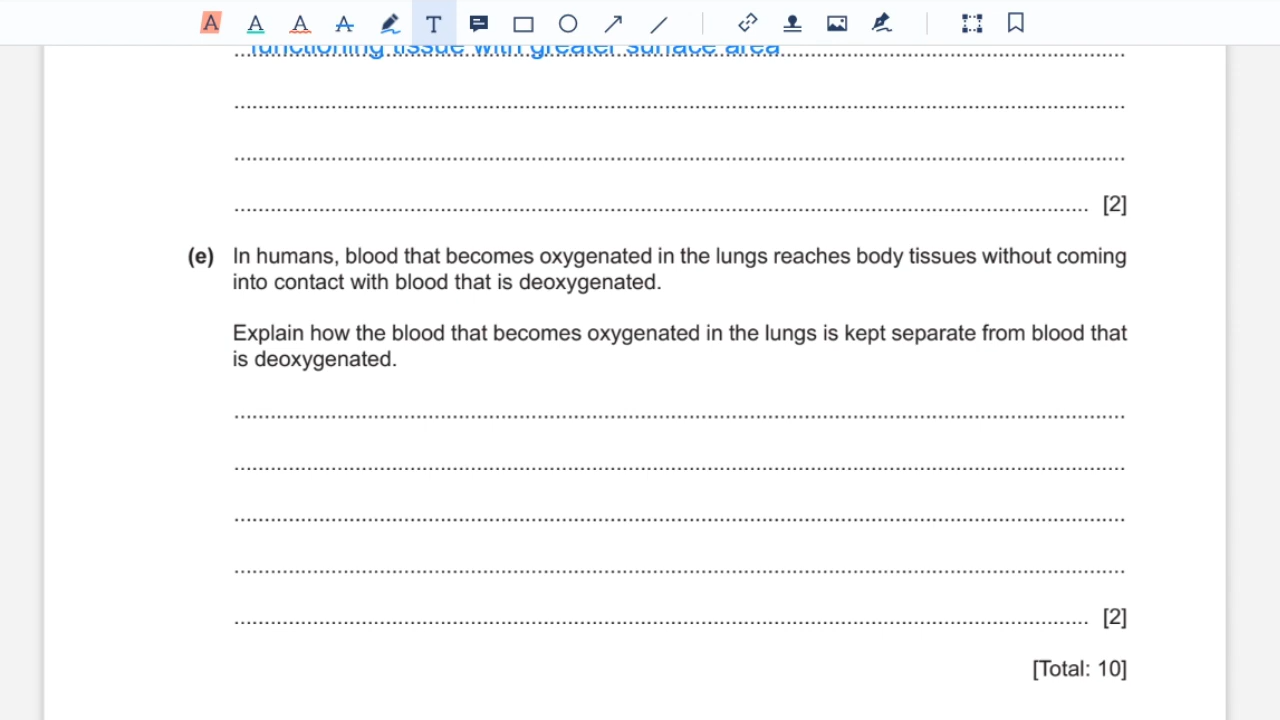 functioning tissue with greater surface area
[2]
(e) In humans, blood that becomes oxygenated in the lungs reaches body tissues without coming
into contact with blood that is deoxygenated.
Explain how the blood that becomes oxygenated in the lungs is kept separate from blood that
is deoxygenated.
[2]
[Total: 10]